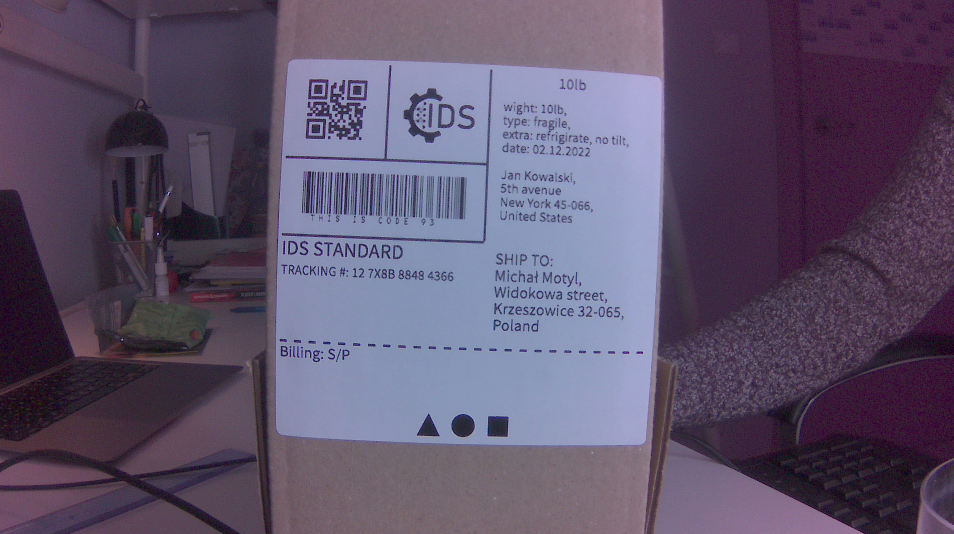 IDS
10lb
wight: 10lb,
type: fragile,
extra: refrigirate, no tilt,
date: 02.12.2022
Jan Kowalski,
5th avenue
New York 45-066,
United States
THIS IS CODE 93
IDS STANDARD
TRACKING #: 12 7X8B 8848 4366
SHIP TO:
Michał Motyl,
Widokowa street,
Krzeszowice 32-065,
Poland
Billing: S/P